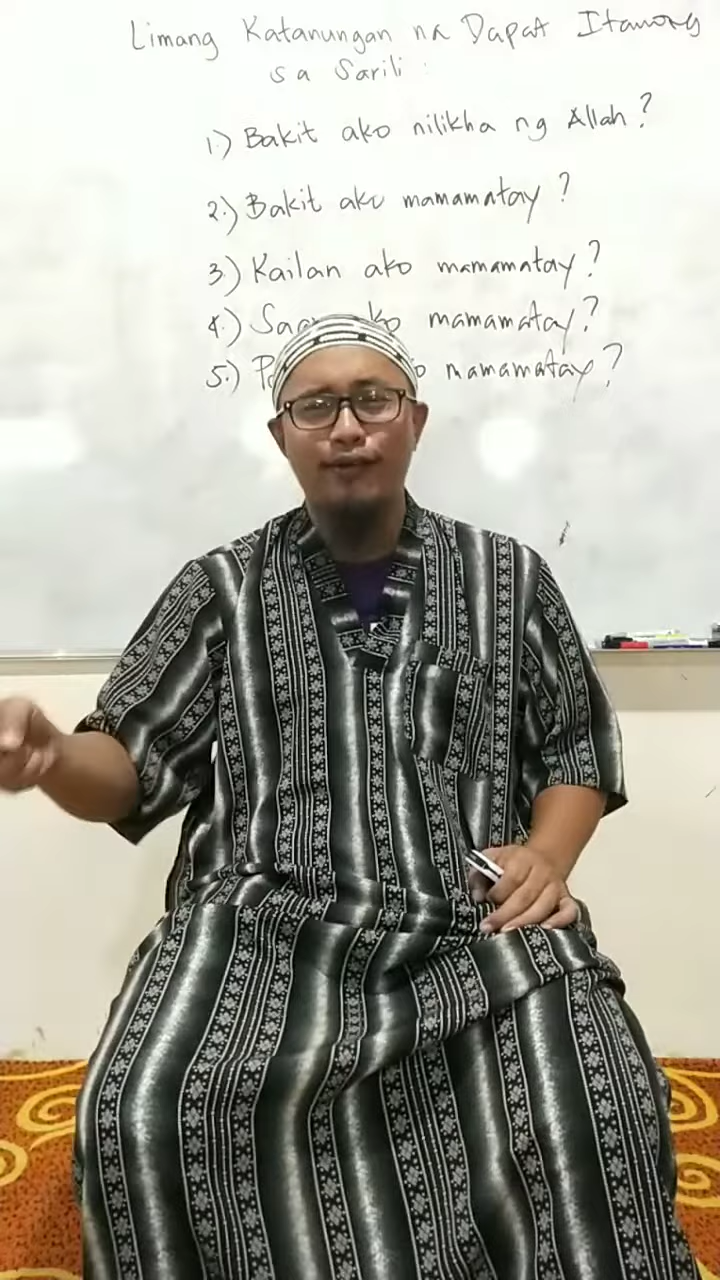 Limang Katanungan na Dapat Itanong
sa Sarili :
1.) Bakit ako nilikha ng Allah?
2.) Bakit ako mamamatay?
3.) Kailan ako mamamatay?
4.) mamamatay?
5.) mamamatay?